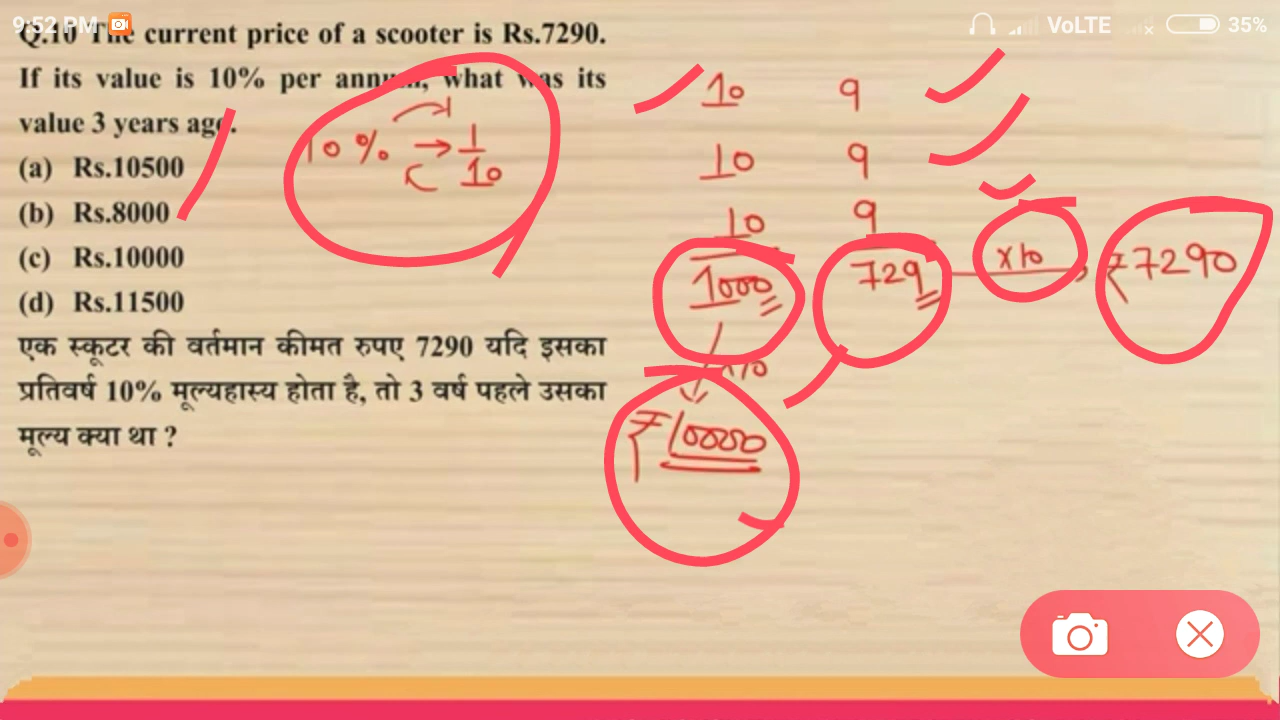 9:52 PM VoLTE 35%
Q.10 The current price of a scooter is Rs.7290.
If its value is 10% per annum, what was its
value 3 years ago.
(a) Rs.10500
(b) Rs.8000
(c) Rs.10000
(d) Rs.11500
एक स्कूटर की वर्तमान कीमत रुपए 7290 यदि इसका
प्रतिवर्ष 10% मूल्यहास्य होता है, तो 3 वर्ष पहले उसका
मूल्य क्या था ?
10% → 1/10
10 9
10 9
10 9
1000 729 x10 ₹7290
x10
₹10000